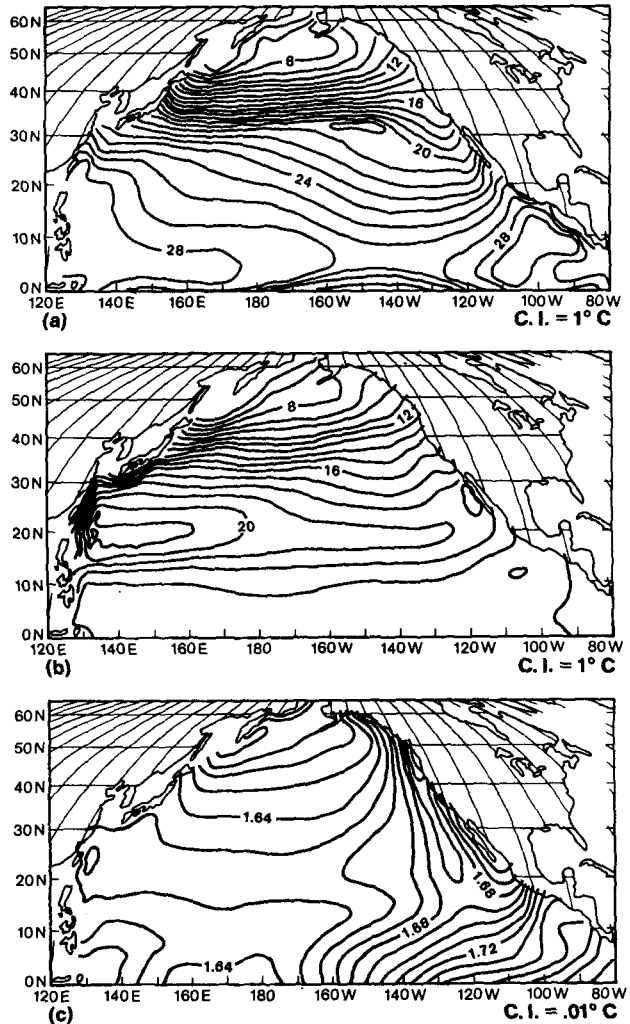 60N
50N
8
12
40N
16
30N
20
24
20N
10N
28
28
0N
120E 140E 160E 180 160W 140W 120W 100W 80W
(a) C. I. = 1° C
60N
50N
8
12
40N
16
30N
20N
20
10N
0N
120E 140E 160E 180 160W 140W 120W 100W 80W
(b) C. I. = 1° C
60N
50N
40N
1.64
30N
20N
1.68
10N
1.68
1.72
1.64
0N
120E 140E 160E 180 160W 140W 120W 100W 80W
(c) C. I. = .01° C